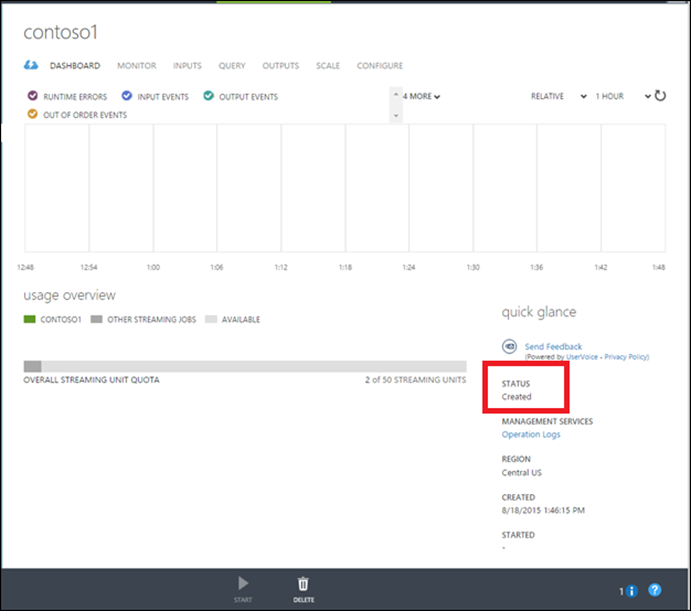 contoso1
DASHBOARD MONITOR INPUTS QUERY OUTPUTS SCALE CONFIGURE
RUNTIME ERRORS INPUT EVENTS OUTPUT EVENTS 4 MORE RELATIVE 1 HOUR
OUT OF ORDER EVENTS
12:48 12:54 1:00 1:06 1:12 1:18 1:24 1:30 1:36 1:42 1:48
usage overview
CONTOSO1 OTHER STREAMING JOBS AVAILABLE
OVERALL STREAMING UNIT QUOTA 2 of 50 STREAMING UNITS
quick glance
Send Feedback
(Powered by UserVoice - Privacy Policy)
STATUS
Created
MANAGEMENT SERVICES
Operation Logs
REGION
Central US
CREATED
8/18/2015 1:46:15 PM
STARTED
-
START DELETE 1